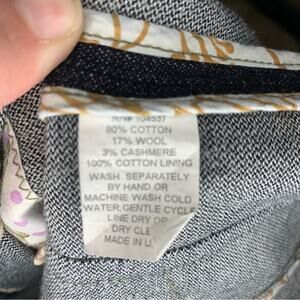 RN# 104537
80% COTTON
17% WOOL
3% CASHMERE
100% COTTON LINING
WASH SEPARATELY
BY HAND OR
MACHINE WASH COLD
WATER, GENTLE CYCLE
LINE DRY OR
DRY CLE
MADE IN U